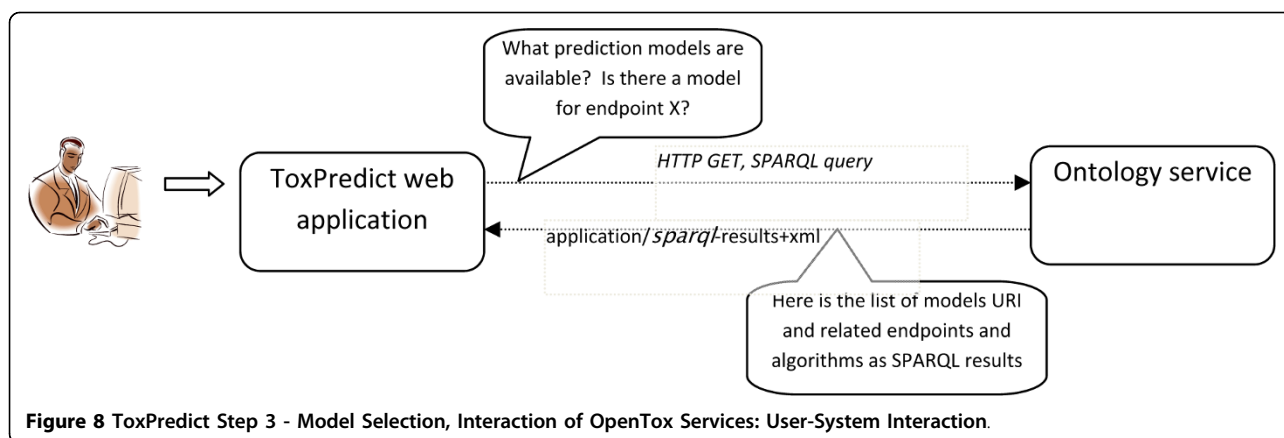 What prediction models are
available? Is there a model
for endpoint X?
ToxPredict web
application
HTTP GET, SPARQL query
Ontology service
application/sparql-results+xml
Here is the list of models URI
and related endpoints and
algorithms as SPARQL results
Figure 8 ToxPredict Step 3 - Model Selection, Interaction of OpenTox Services: User-System Interaction.